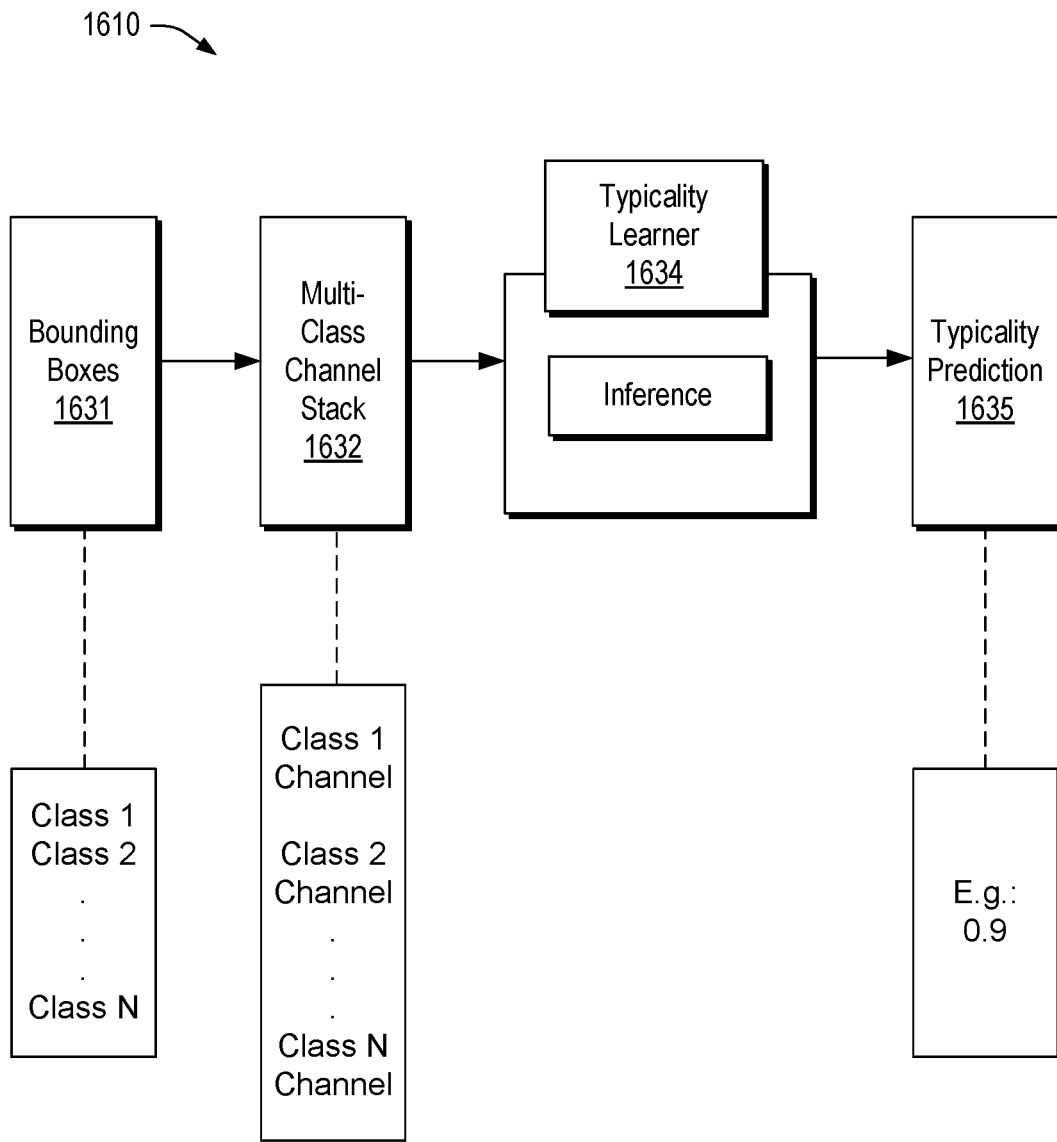 1610
Bounding
Boxes
1631
Multi-
Class
Channel
Stack
1632
Typicality
Learner
1634
Inference
Typicality
Prediction
1635
Class 1
Class 2
.
.
.
Class N
Class 1
Channel
Class 2
Channel
.
.
.
Class N
Channel
E.g.:
0.9